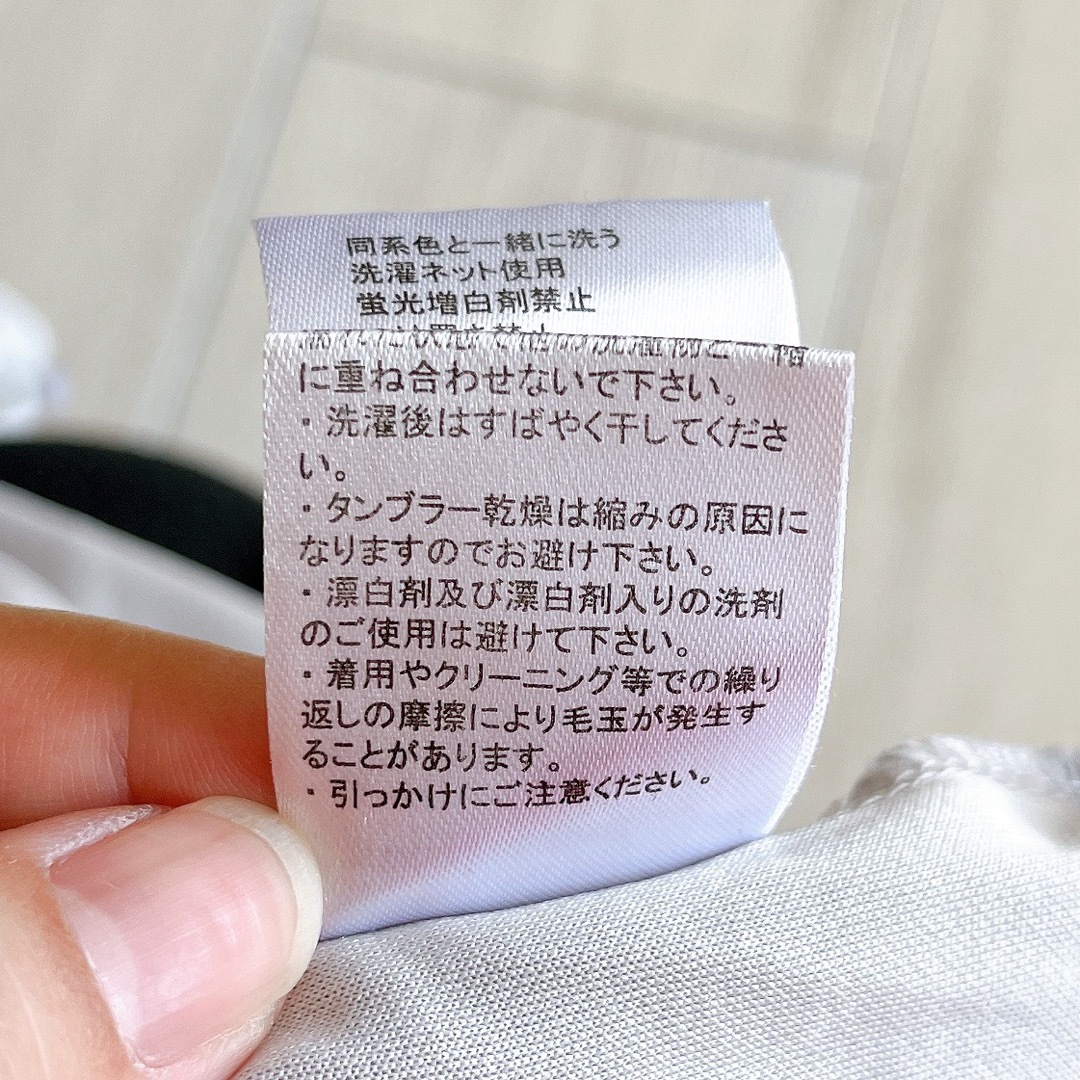 同系色と一緒に洗う
洗濯ネット使用
蛍光増白剤禁止
に重ね合わせないで下さい。
・洗濯後はすばやく干してくださ
い。
・タンブラー乾燥は縮みの原因に
なりますのでお避け下さい。
・漂白剤及び漂白剤入りの洗剤
のご使用は避けて下さい。
・着用やクリーニング等での繰り
返しの摩擦により毛玉が発生す
ることがあります。
・引っかけにご注意ください。